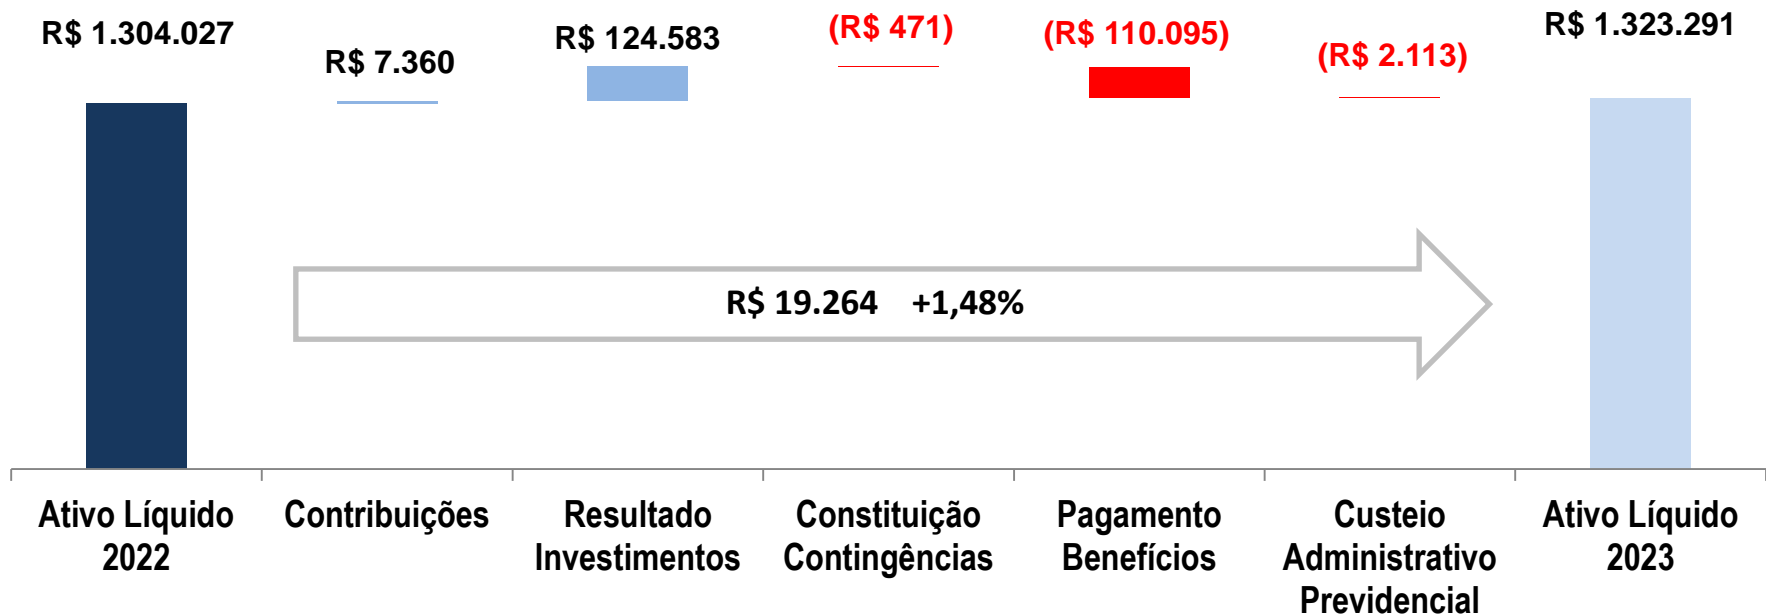 R$ 1.304.027
R$ 7.360
R$ 124.583
(R$ 471)
(R$ 110.095)
(R$ 2.113)
R$ 1.323.291
R$ 19.264 +1,48%
Ativo Líquido
2022
Contribuições
Resultado
Investimentos
Constituição
Contingências
Pagamento
Benefícios
Custeio
Administrativo
Previdencial
Ativo Líquido
2023